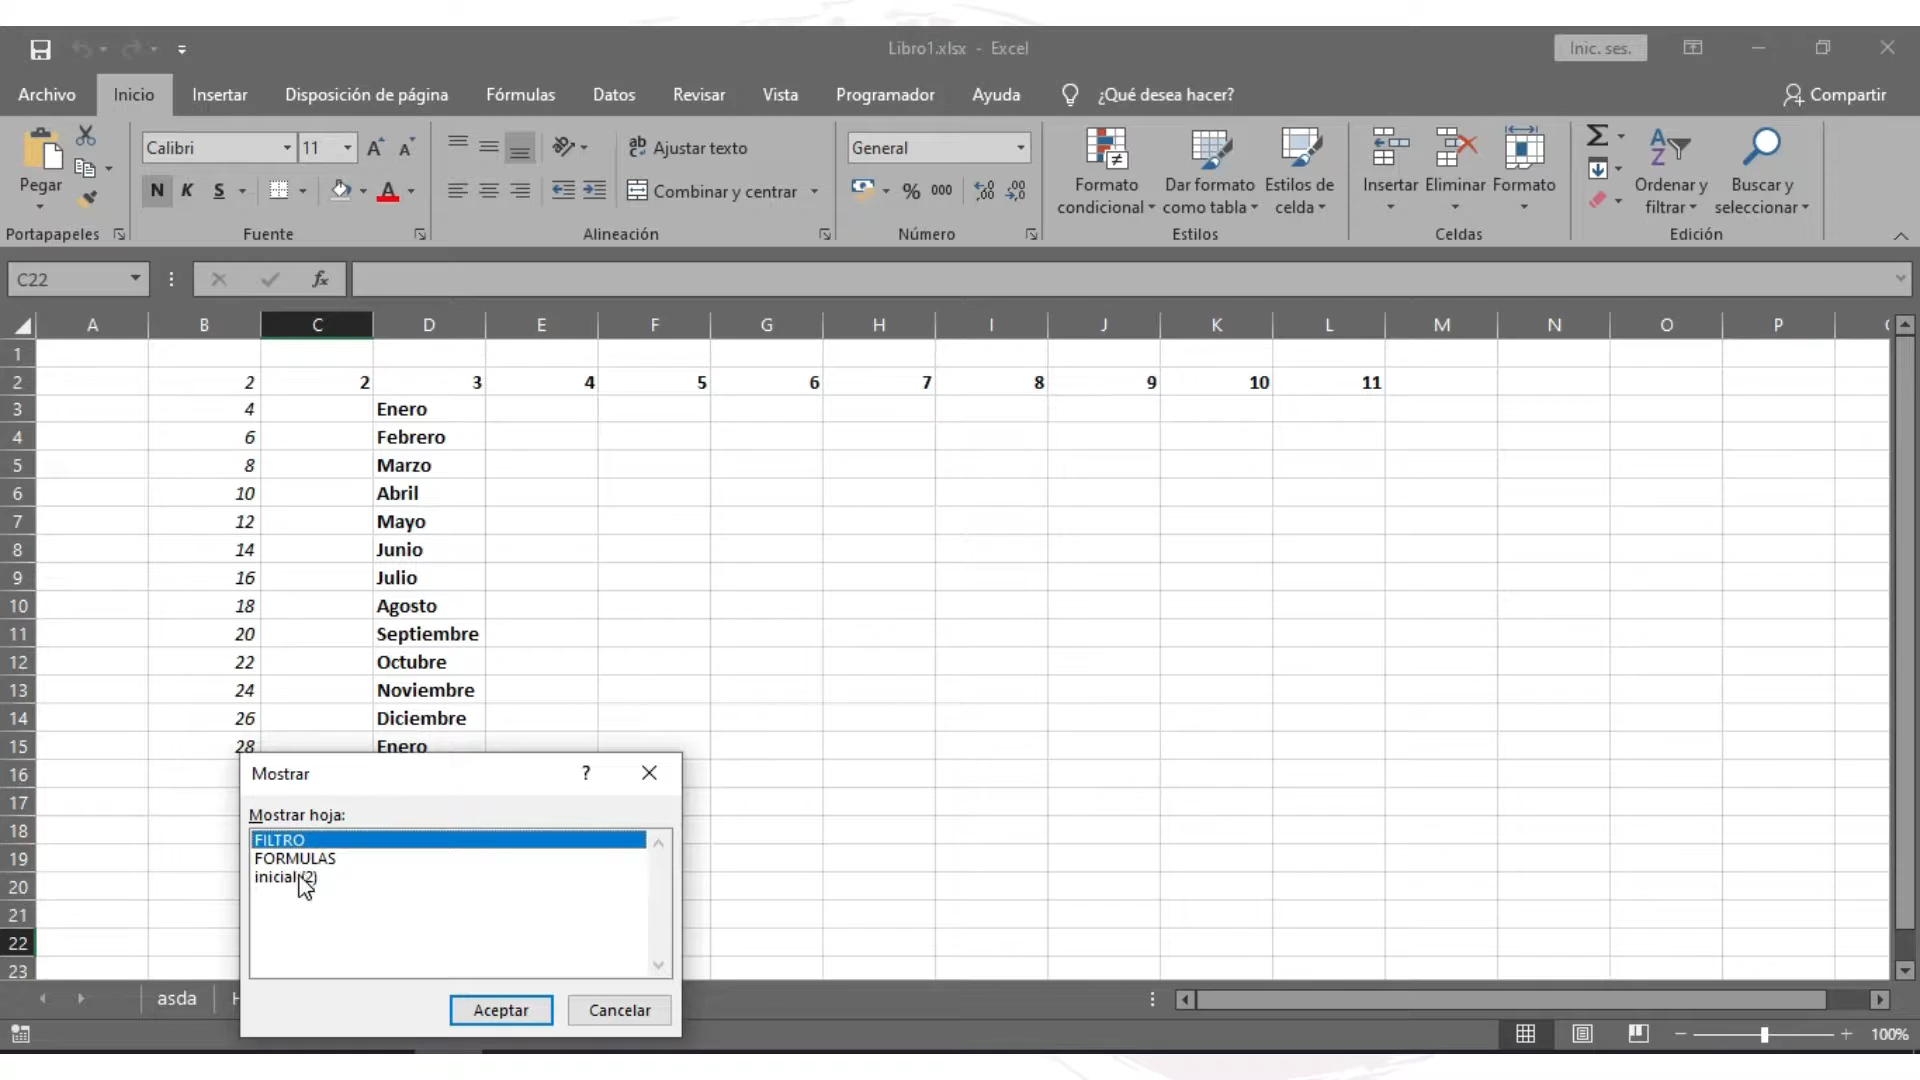 Libro1.xlsx - Excel
Inic. ses.
Archivo Inicio Insertar Disposición de página Fórmulas Datos Revisar Vista Programador Ayuda ¿Qué desea hacer? Compartir
Pegar
Portapapeles
Calibri 11
N K S
Fuente
Ajustar texto
Combinar y centrar
Alineación
General
% 000
Número
Formato condicional
Dar formato como tabla
Estilos de celda
Estilos
Insertar Eliminar Formato
Celdas
Ordenar y filtrar
Buscar y seleccionar
Edición
C22
fx
A B C D E F G H I J K L M N O P
1
2 2 2 3 4 5 6 7 8 9 10 11
3 4 Enero
4 6 Febrero
5 8 Marzo
6 10 Abril
7 12 Mayo
8 14 Junio
9 16 Julio
10 18 Agosto
11 20 Septiembre
12 22 Octubre
13 24 Noviembre
14 26 Diciembre
15 28 Enero
16
17
18
19
20
21
22
23
Mostrar ?
Mostrar hoja:
FILTRO
FORMULAS
inicial (2)
Aceptar Cancelar
asda
100%